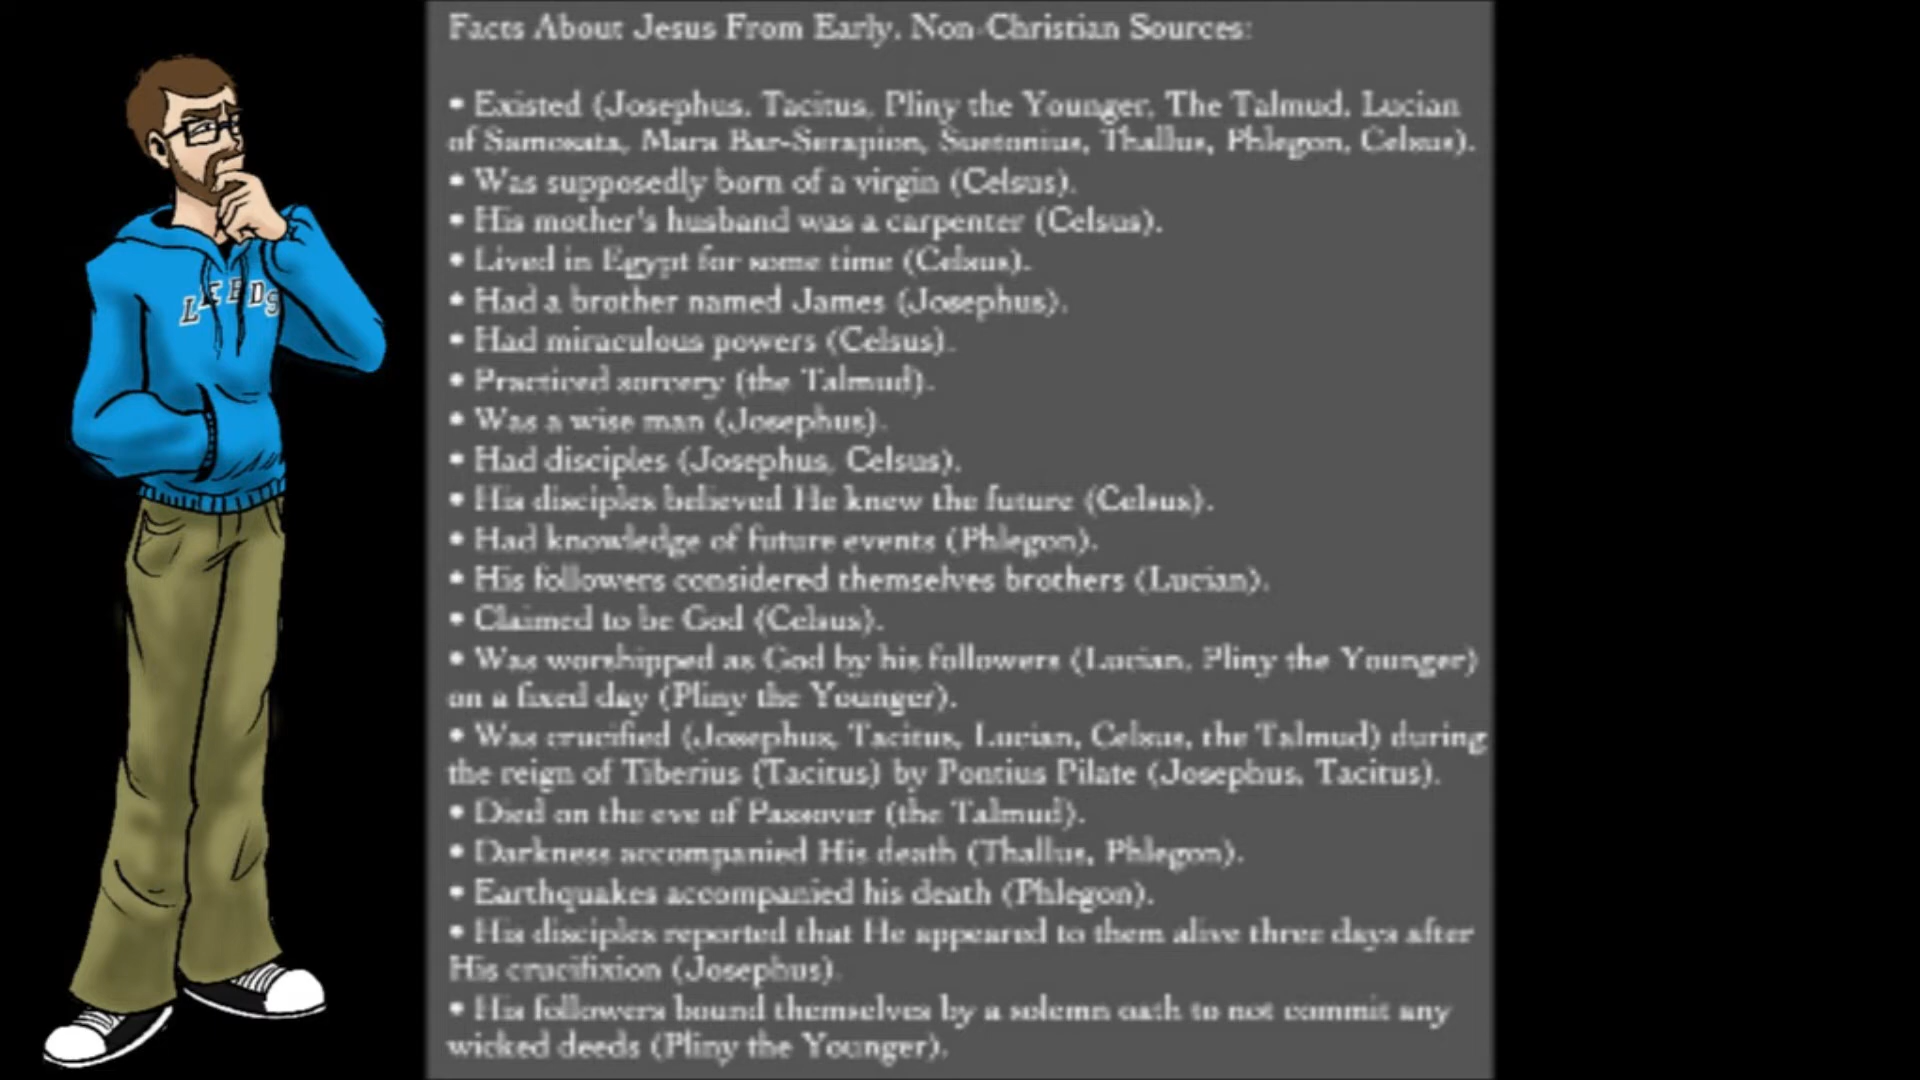 LEEDS
Facts About Jesus From Early, Non-Christian Sources:
• Existed (Josephus, Tacitus, Pliny the Younger, The Talmud, Lucian
of Samosata, Mara Bar-Serapion, Suetonius, Thallus, Phlegon, Celsus).
• Was supposedly born of a virgin (Celsus).
• His mother's husband was a carpenter (Celsus).
• Lived in Egypt for some time (Celsus).
• Had a brother named James (Josephus).
• Had miraculous powers (Celsus).
• Practiced sorcery (the Talmud).
• Was a wise man (Josephus).
• Had disciples (Josephus, Celsus).
• His disciples believed He knew the future (Celsus).
• Had knowledge of future events (Phlegon).
• His followers considered themselves brothers (Lucian).
• Claimed to be God (Celsus).
• Was worshipped as God by his followers (Lucian, Pliny the Younger)
on a fixed day (Pliny the Younger).
• Was crucified (Josephus, Tacitus, Lucian, Celsus, the Talmud) during
the reign of Tiberius (Tacitus) by Pontius Pilate (Josephus, Tacitus).
• Died on the eve of Passover (the Talmud).
• Darkness accompanied His death (Thallus, Phlegon).
• Earthquakes accompanied his death (Phlegon).
• His disciples reported that He appeared to them alive three days after
His crucifixion (Josephus).
• His followers bound themselves by a solemn oath to not commit any
wicked deeds (Pliny the Younger).